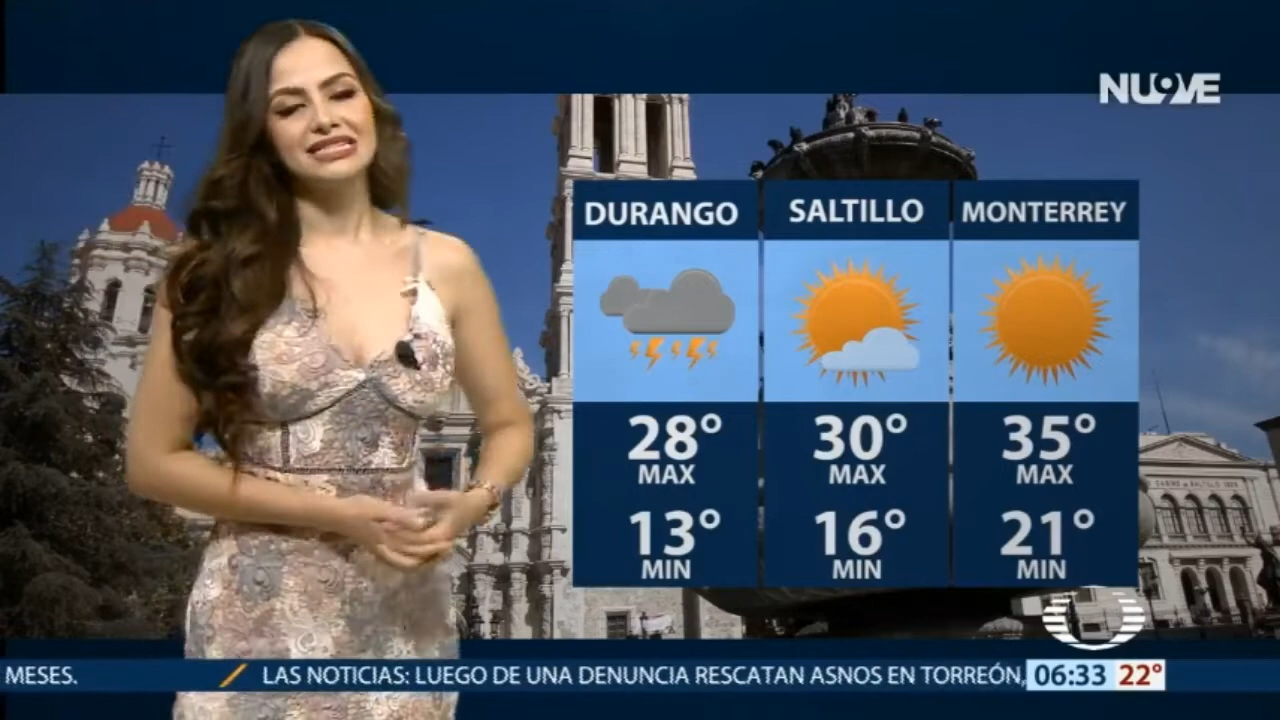 NU9VE
DURANGO
SALTILLO
MONTERREY
28°
MAX
30°
MAX
35°
MAX
13°
MIN
16°
MIN
21°
MIN
MESES.
LAS NOTICIAS: LUEGO DE UNA DENUNCIA RESCATAN ASNOS EN TORREÓN,
06:33
22°